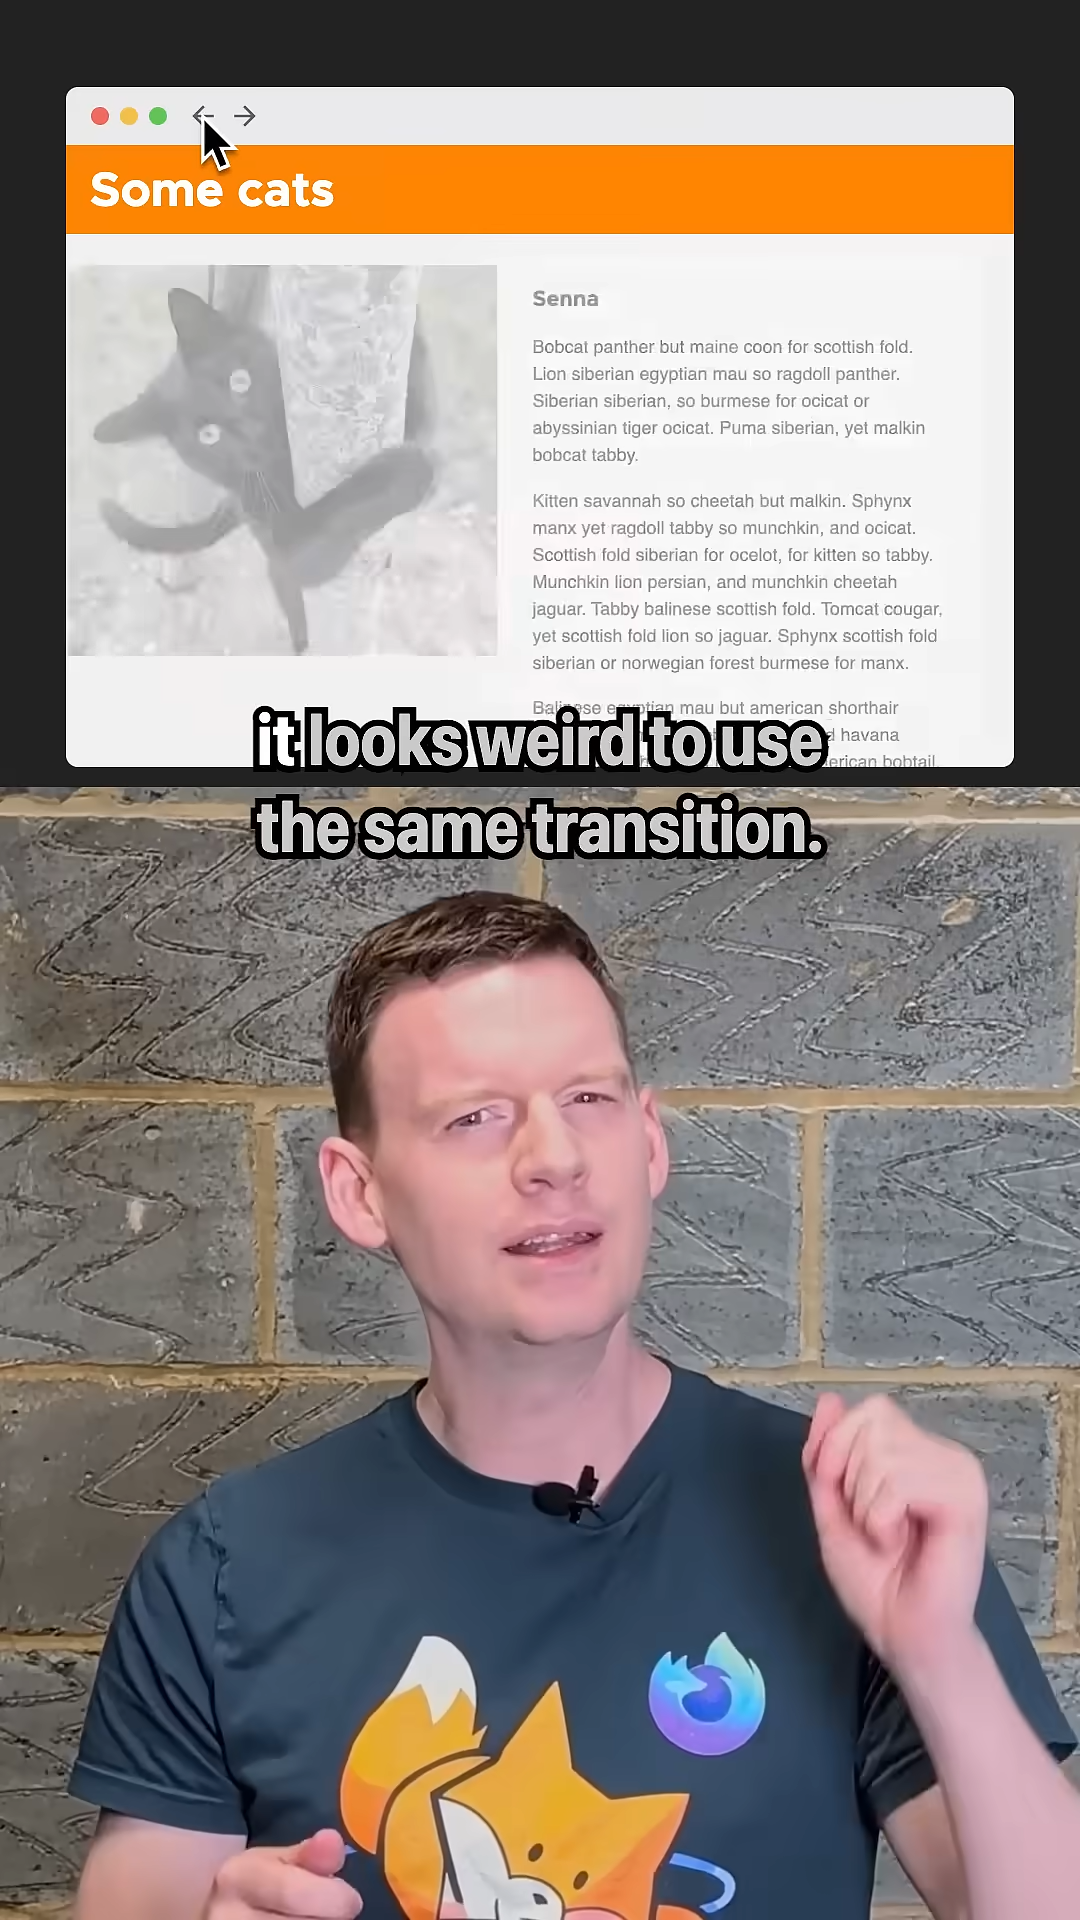 Some cats
Senna
Bobcat panther but maine coon for scottish fold.
Lion siberian egyptian mau so ragdoll panther.
Siberian siberian, so burmese for ocicat or
abyssinian tiger ocicat. Puma siberian, yet malkin
bobcat tabby.
Kitten savannah so cheetah but malkin. Sphynx
manx yet ragdoll tabby so munchkin, and ocicat.
Scottish fold siberian for ocelot, for kitten so tabby.
Munchkin lion persian, and munchkin cheetah
jaguar. Tabby balinese scottish fold. Tomcat cougar,
yet scottish fold lion so jaguar. Sphynx scottish fold
siberian or norwegian forest burmese for manx.
Balinese egyptian mau but american shorthair
havana
bobtail
it looks weird to use
the same transition.